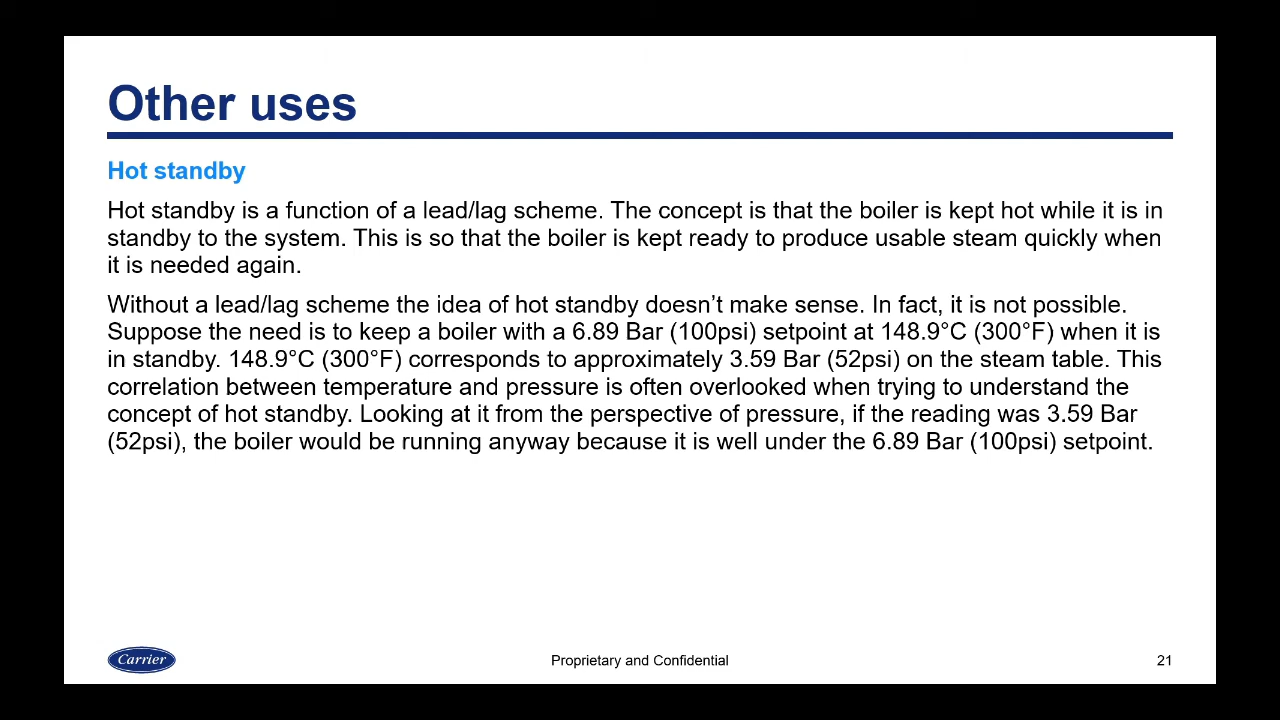 Other uses
Hot standby
Hot standby is a function of a lead/lag scheme. The concept is that the boiler is kept hot while it is in
standby to the system. This is so that the boiler is kept ready to produce usable steam quickly when
it is needed again.
Without a lead/lag scheme the idea of hot standby doesn’t make sense. In fact, it is not possible.
Suppose the need is to keep a boiler with a 6.89 Bar (100psi) setpoint at 148.9°C (300°F) when it is
in standby. 148.9°C (300°F) corresponds to approximately 3.59 Bar (52psi) on the steam table. This
correlation between temperature and pressure is often overlooked when trying to understand the
concept of hot standby. Looking at it from the perspective of pressure, if the reading was 3.59 Bar
(52psi), the boiler would be running anyway because it is well under the 6.89 Bar (100psi) setpoint.
Carrier
Proprietary and Confidential
21